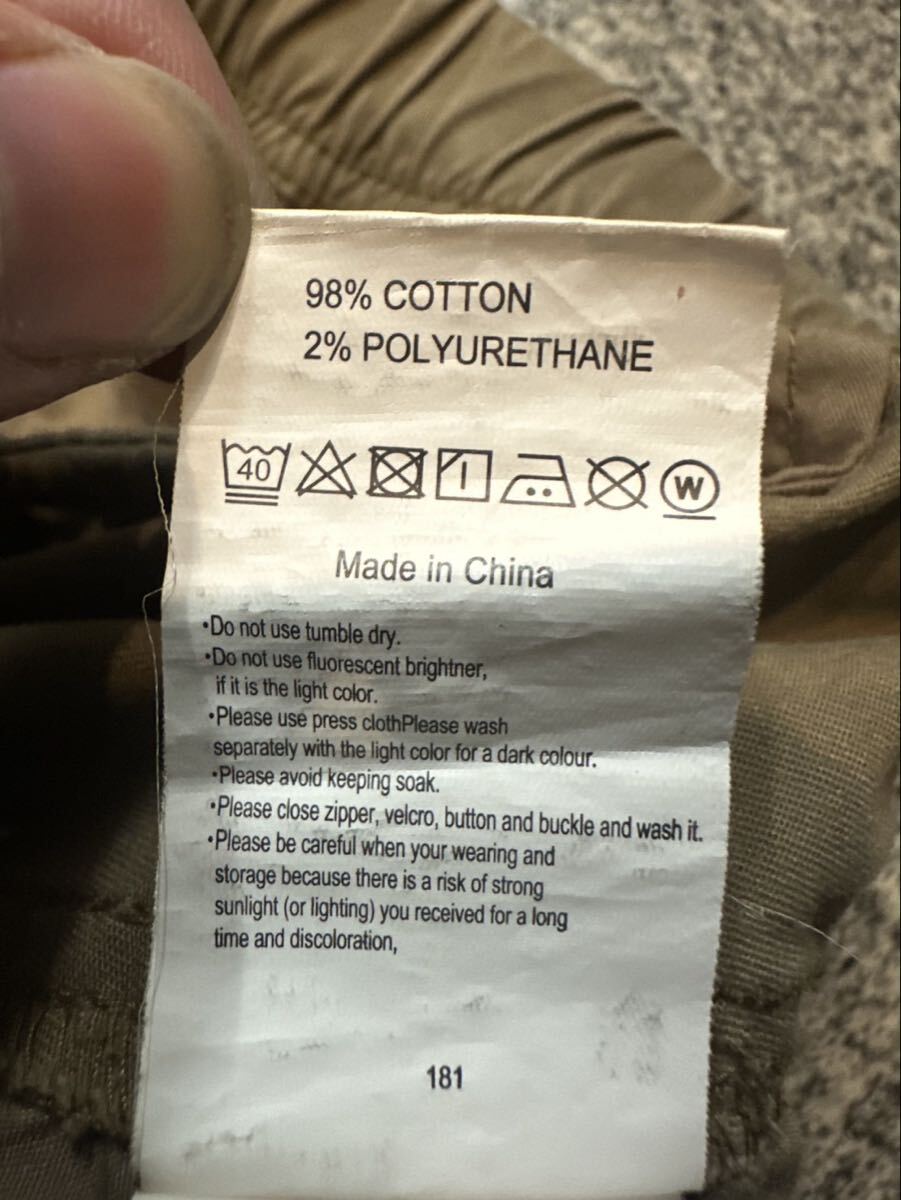 98% COTTON
2% POLYURETHANE
40
W
Made in China
•Do not use tumble dry.
•Do not use fluorescent brightner,
if it is the light color.
•Please use press clothPlease wash
separately with the light color for a dark colour.
•Please avoid keeping soak.
•Please close zipper, velcro, button and buckle and wash it.
•Please be careful when your wearing and
storage because there is a risk of strong
sunlight (or lighting) you received for a long
time and discoloration,
181